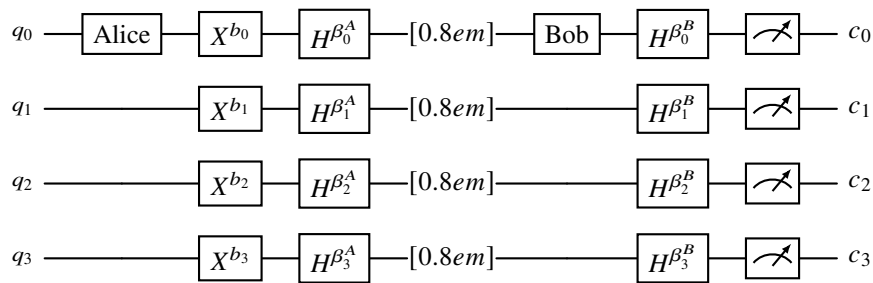 q₀ Alice X^{b₀} H^{β₀^A} [0.8em] Bob H^{β₀^B} c₀
q₁ X^{b₁} H^{β₁^A} [0.8em] H^{β₁^B} c₁
q₂ X^{b₂} H^{β₂^A} [0.8em] H^{β₂^B} c₂
q₃ X^{b₃} H^{β₃^A} [0.8em] H^{β₃^B} c₃